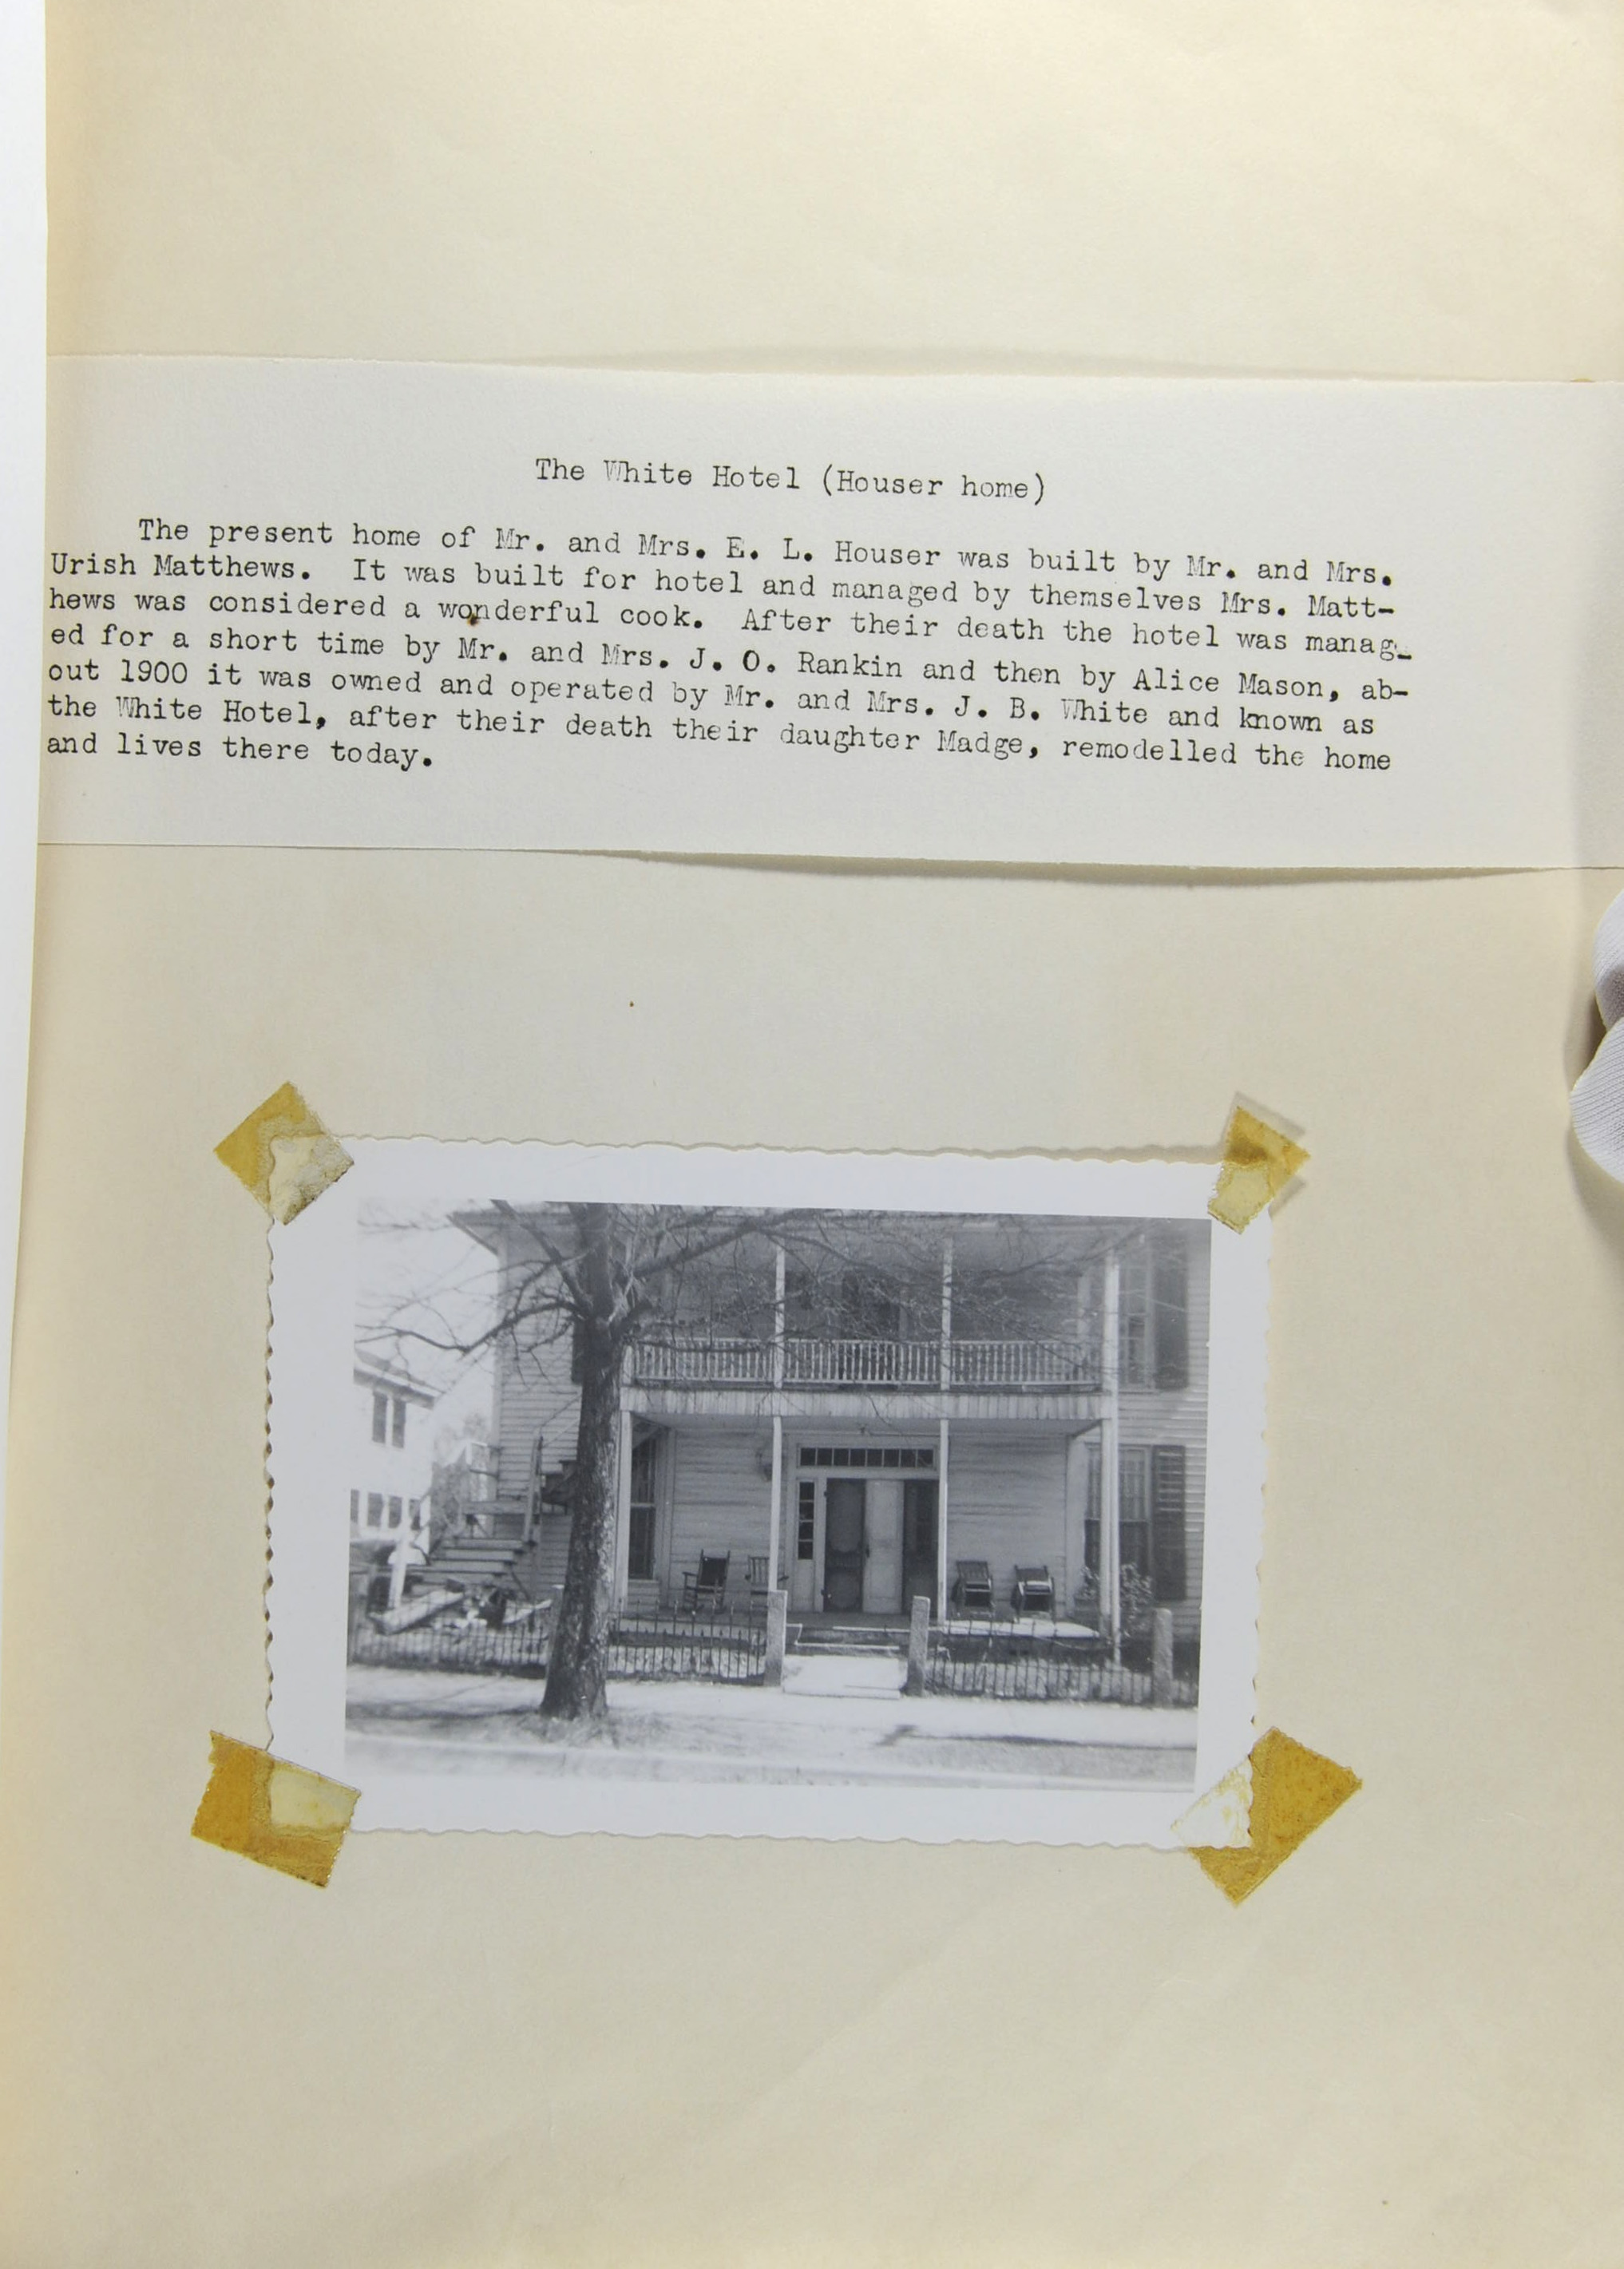 The White Hotel (Houser home)
The present home of Mr. and Mrs. E. L. Houser was built by Mr. and Mrs.
Urish Matthews. It was built for hotel and managed by themselves Mrs. Matt-
hews was considered a wonderful cook. After their death the hotel was manag-
ed for a short time by Mr. and Mrs. J. O. Rankin and then by Alice Mason, ab-
out 1900 it was owned and operated by Mr. and Mrs. J. B. White and known as
the White Hotel, after their death their daughter Madge, remodelled the home
and lives there today.